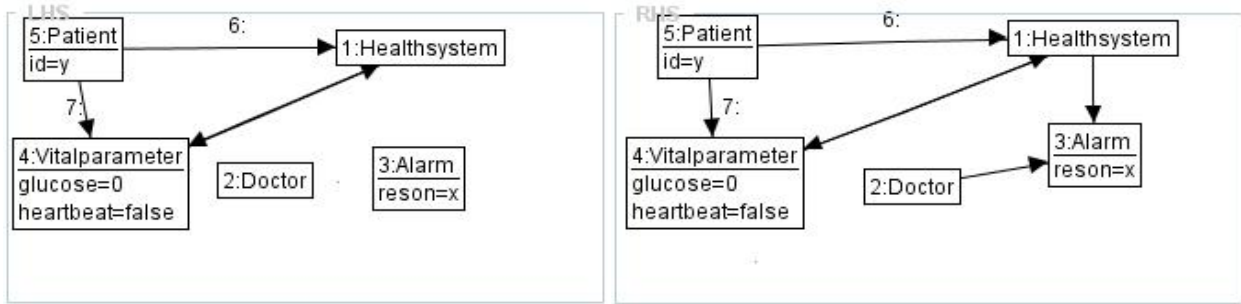 LHS
6:
5:Patient
id=y
1:Healthsystem
7:
4:Vitalparameter
glucose=0
heartbeat=false
2:Doctor
3:Alarm
reson=x
RHS
6:
5:Patient
id=y
1:Healthsystem
7:
4:Vitalparameter
glucose=0
heartbeat=false
2:Doctor
3:Alarm
reson=x